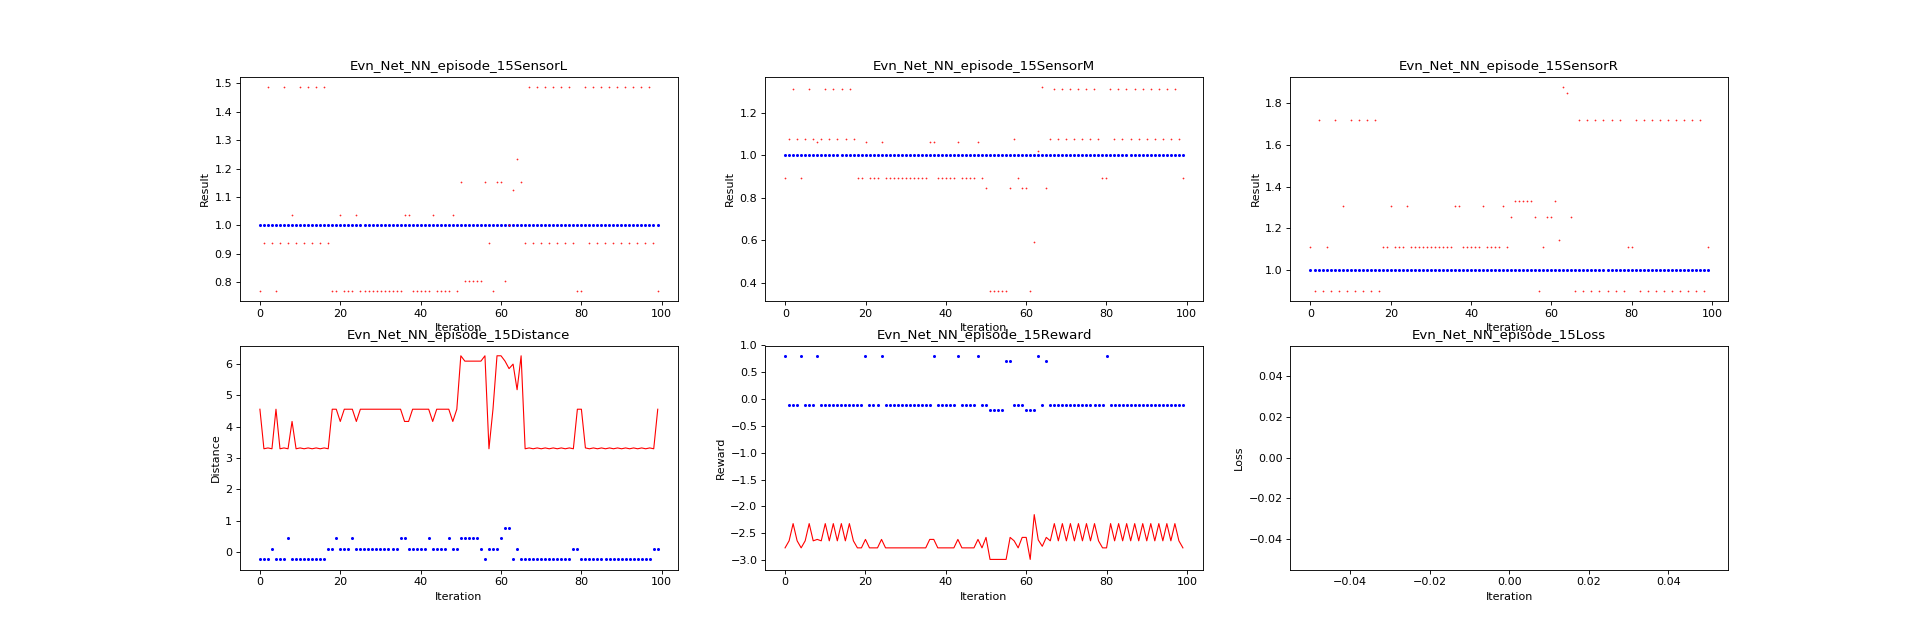 Evn_Net_NN_episode_15SensorL
Result
1.5
1.4
1.3
1.2
1.1
1.0
0.9
0.8
0 20 40 60 80 100
Iteration
Evn_Net_NN_episode_15SensorM
Result
1.2
1.0
0.8
0.6
0.4
0 20 40 60 80 100
Iteration
Evn_Net_NN_episode_15SensorR
Result
1.8
1.6
1.4
1.2
1.0
0 20 40 60 80 100
Iteration
Evn_Net_NN_episode_15Distance
Distance
6
5
4
3
2
1
0
0 20 40 60 80 100
Iteration
Evn_Net_NN_episode_15Reward
Reward
1.0
0.5
0.0
−0.5
−1.0
−1.5
−2.0
−2.5
−3.0
0 20 40 60 80 100
Iteration
Evn_Net_NN_episode_15Loss
Loss
0.04
0.02
0.00
−0.02
−0.04
−0.04 −0.02 0.00 0.02 0.04
Iteration